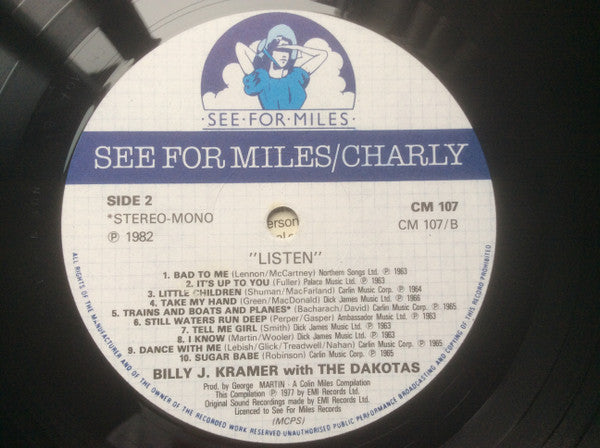 ·SEE·FOR·MILES·
SEE FOR MILES/CHARLY
SIDE 2
*STEREO-MONO
℗ 1982
CM 107
CM 107/B
erson
"LISTEN"
1. BAD TO ME (Lennon/McCartney) Northern Songs Ltd. ℗ 1963
2. IT'S UP TO YOU (Fuller) Palace Music Ltd. ℗ 1963
3. LITTLE CHILDREN (Shuman/MacFarland) Carlin Music Corp. ℗ 1964
4. TAKE MY HAND (Green/MacDonald) Dick James Music Ltd. ℗ 1966
5. TRAINS AND BOATS AND PLANES* (Bacharach/David) Carlin Music Corp. ℗ 1965
6. STILL WATERS RUN DEEP (Perper/Gasper) Ambassador Music Ltd. ℗ 1963
7. TELL ME GIRL (Smith) Dick James Music Ltd. ℗ 1963
8. I KNOW (Martin/Wooler) Dick James Music Ltd. ℗ 1963
9. DANCE WITH ME (Lebish/Glick/Treadwell/Nahan) Carlin Music Corp. ℗ 1965
10. SUGAR BABE (Robinson) Carlin Music Corp. ℗ 1965
BILLY J. KRAMER with THE DAKOTAS
Prod. by George MARTIN · A Colin Miles Compilation
This Compilation ℗ 1977 by EMI Records Ltd.
Original Sound Recordings made by EMI Records Ltd.
Licenced to See For Miles Records
(MCPS)
ALL RIGHTS OF THE MANUFACTURER AND OF THE OWNER OF THE RECORDED WORK RESERVED UNAUTHORISED PUBLIC PERFORMANCE BROADCASTING AND COPYING OF THIS RECORD PROHIBITED